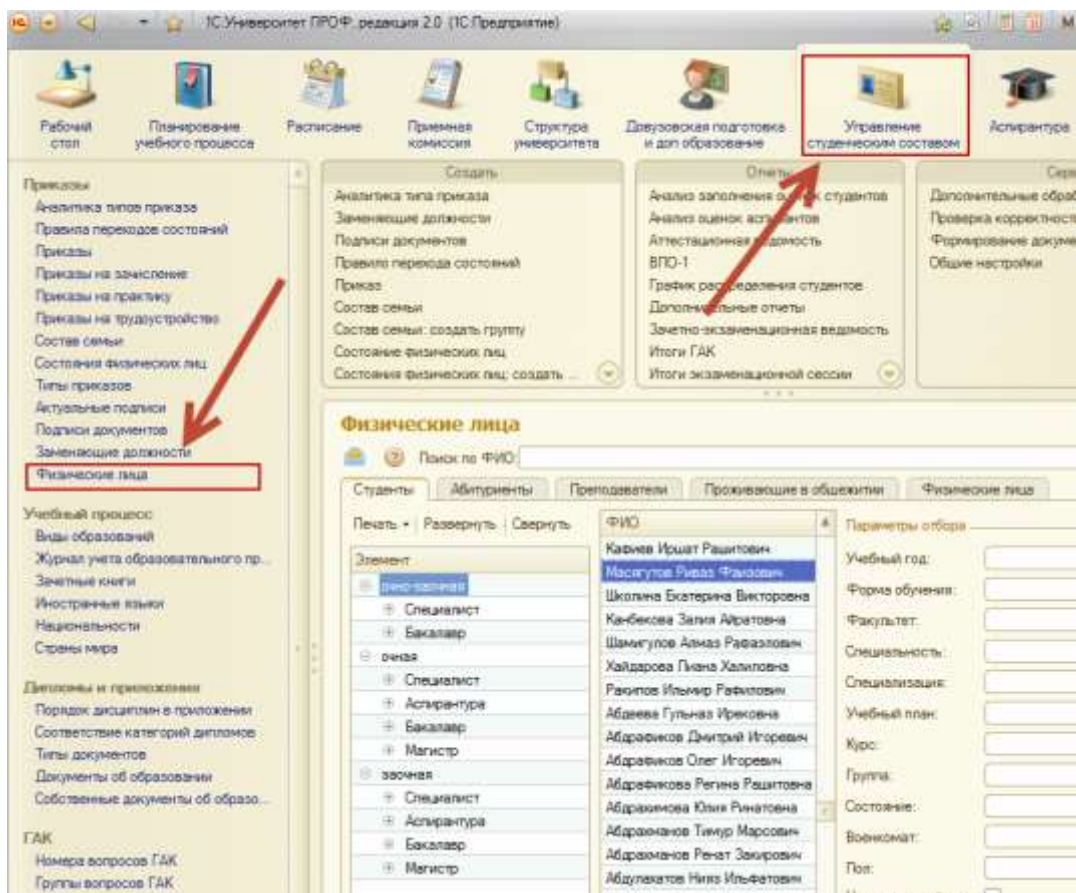 1С:Университет ПРОФ, редакция 2.0 (1С:Предприятие)
M
Рабочий стол
Планирование учебного процесса
Расписание
Приемная комиссия
Структура университета
Довузовская подготовка и доп образование
Управление студенческим составом
Аспирантура
Приказы
Аналитика типов приказа
Правила переходов состояний
Приказы
Приказы на зачисление
Приказы на практику
Приказы на трудоустройство
Состав семьи
Состояния физических лиц
Типы приказов
Актуальные подписи
Подписи документов
Заменяющие должности
Физические лица
Учебный процесс
Виды образований
Журнал учета образовательного пр...
Зачетные книги
Иностранные языки
Национальности
Страны мира
Дипломы и приложения
Порядок дисциплин в приложении
Соответствие категорий дипломов
Типы документов
Документы об образовании
Собственные документы об образо...
ГАК
Номера вопросов ГАК
Группы вопросов ГАК
Создать
Аналитика типа приказа
Заменяющие должности
Подписи документов
Правило перехода состояний
Приказ
Состав семьи
Состав семьи: создать группу
Состояние физических лиц
Состояния физических лиц: создать ...
Отчеты
Анализ заполнения оценок студентов
Анализ оценок аспирантов
Аттестационная ведомость
ВПО-1
График распределения студентов
Дополнительные отчеты
Зачетно-экзаменационная ведомость
Итоги ГАК
Итоги экзаменационной сессии
Серв
Дополнительные обраб
Проверка корректност
Формирование докуме
Общие настройки
Физические лица
Поиск по ФИО:
Студенты
Абитуриенты
Преподаватели
Проживающие в общежитии
Физические лица
Печать
Развернуть
Свернуть
Элемент
очно-заочная
Специалист
Бакалавр
очная
Специалист
Аспирантура
Бакалавр
Магистр
заочная
Специалист
Аспирантура
Бакалавр
Магистр
ФИО
Кафиев Иршат Рашитович
Масягутов Риваз Фаизович
Школина Екатерина Викторовна
Канбекова Залия Айратовна
Шамигулов Алмаз Рафаэлович
Хайдарова Лиана Халиловна
Ракипов Ильмир Рафилович
Абдеева Гульназ Ирековна
Абдрафиков Дмитрий Игоревич
Абдрафиков Олег Игоревич
Абдрафикова Регина Рашитовна
Абдрахимова Юлия Ринатовна
Абдрахманов Тимур Марсович
Абдрахманов Ренат Закирович
Абдулахатов Нияз Ильфатович
Параметры отбора
Учебный год:
Форма обучения:
Факультет:
Специальность:
Специализация:
Учебный план:
Курс:
Группа:
Состояние:
Военкомат:
Пол: